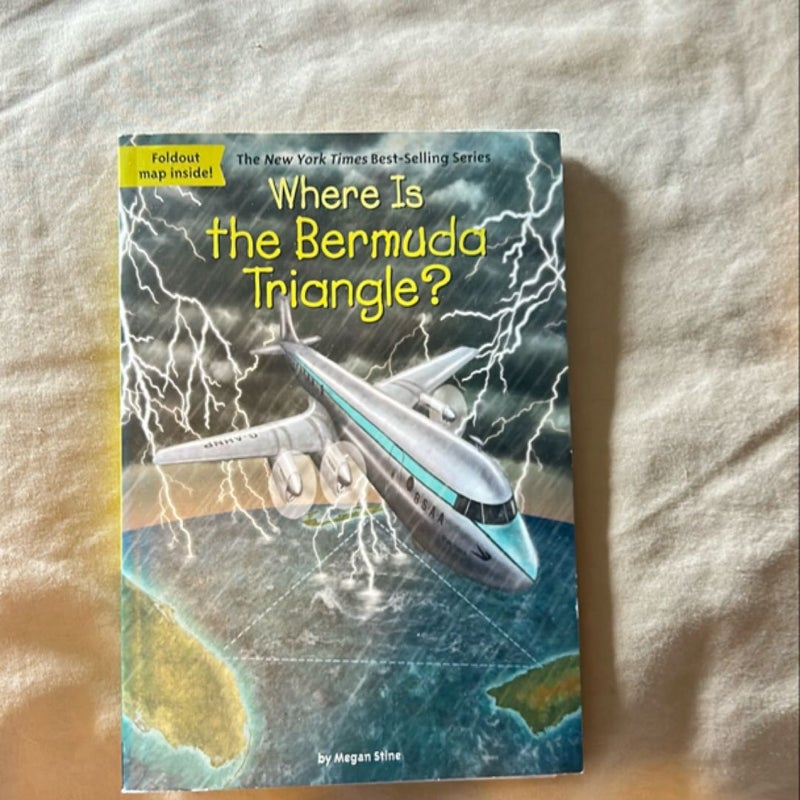 Foldout
map inside!
The New York Times Best-Selling Series
Where Is
the Bermuda
Triangle?
G-AHNP
BSAA
by Megan Stine